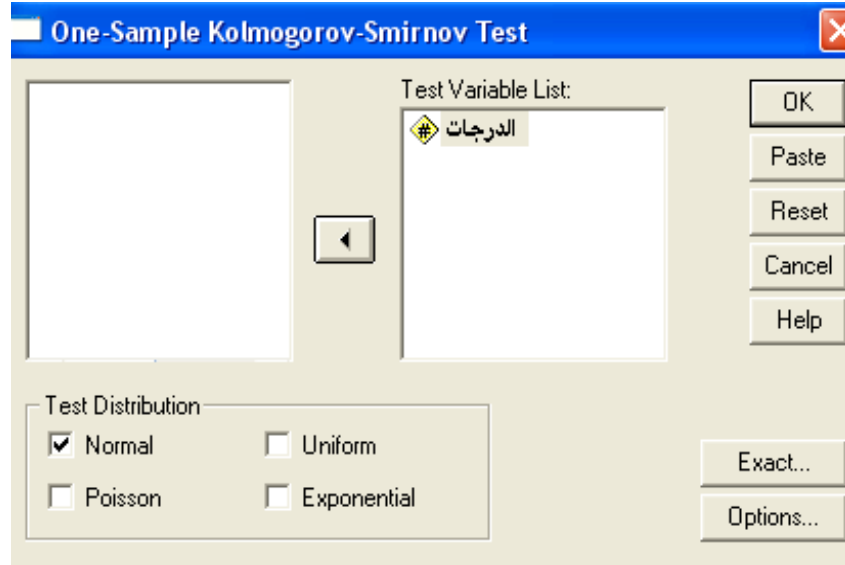 One-Sample Kolmogorov-Smirnov Test
Test Variable List:
الدرجات
OK
Paste
Reset
Cancel
Help
Test Distribution
Normal
Uniform
Poisson
Exponential
Exact...
Options...